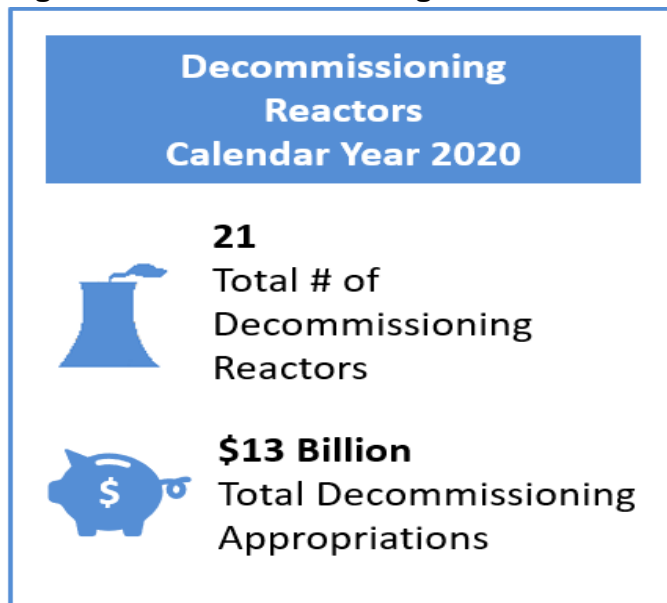 Decommissioning
Reactors
Calendar Year 2020
21
Total # of
Decommissioning
Reactors
$
$13 Billion
Total Decommissioning
Appropriations